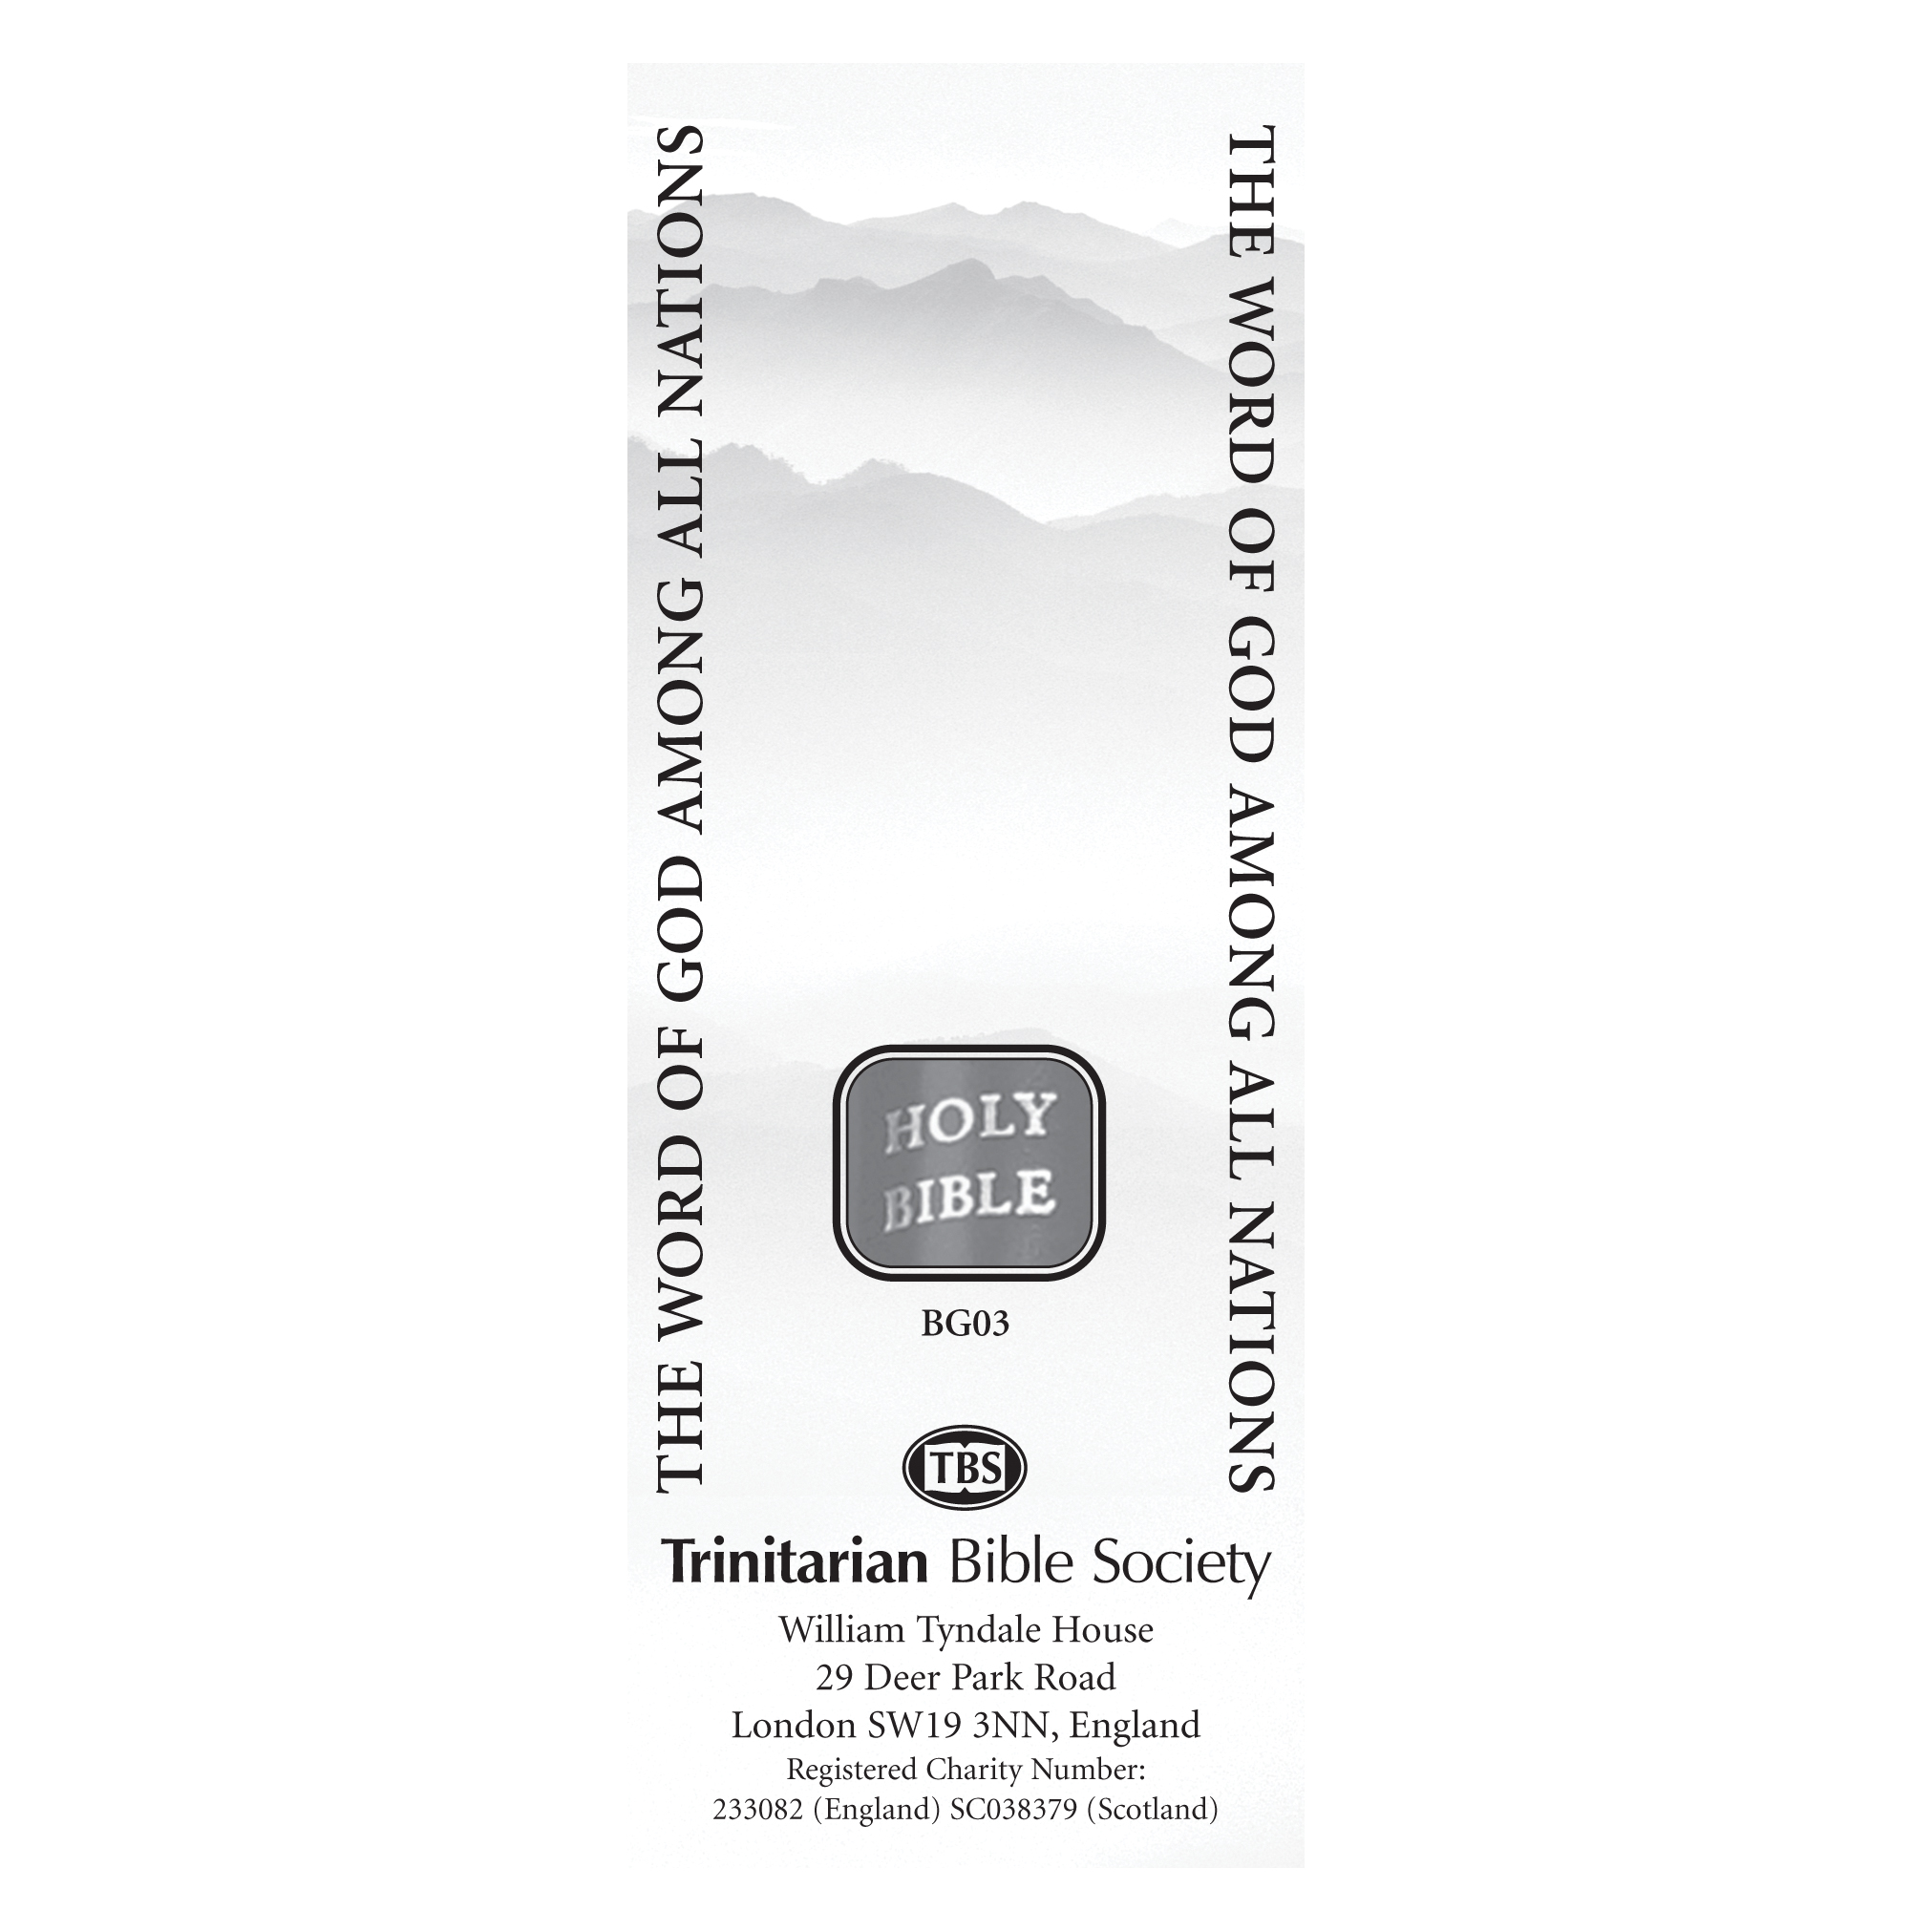 THE WORD OF GOD AMONG ALL NATIONS
THE WORD OF GOD AMONG ALL NATIONS
HOLY
BIBLE
BG03
TBS
Trinitarian Bible Society
William Tyndale House
29 Deer Park Road
London SW19 3NN, England
Registered Charity Number:
233082 (England) SC038379 (Scotland)